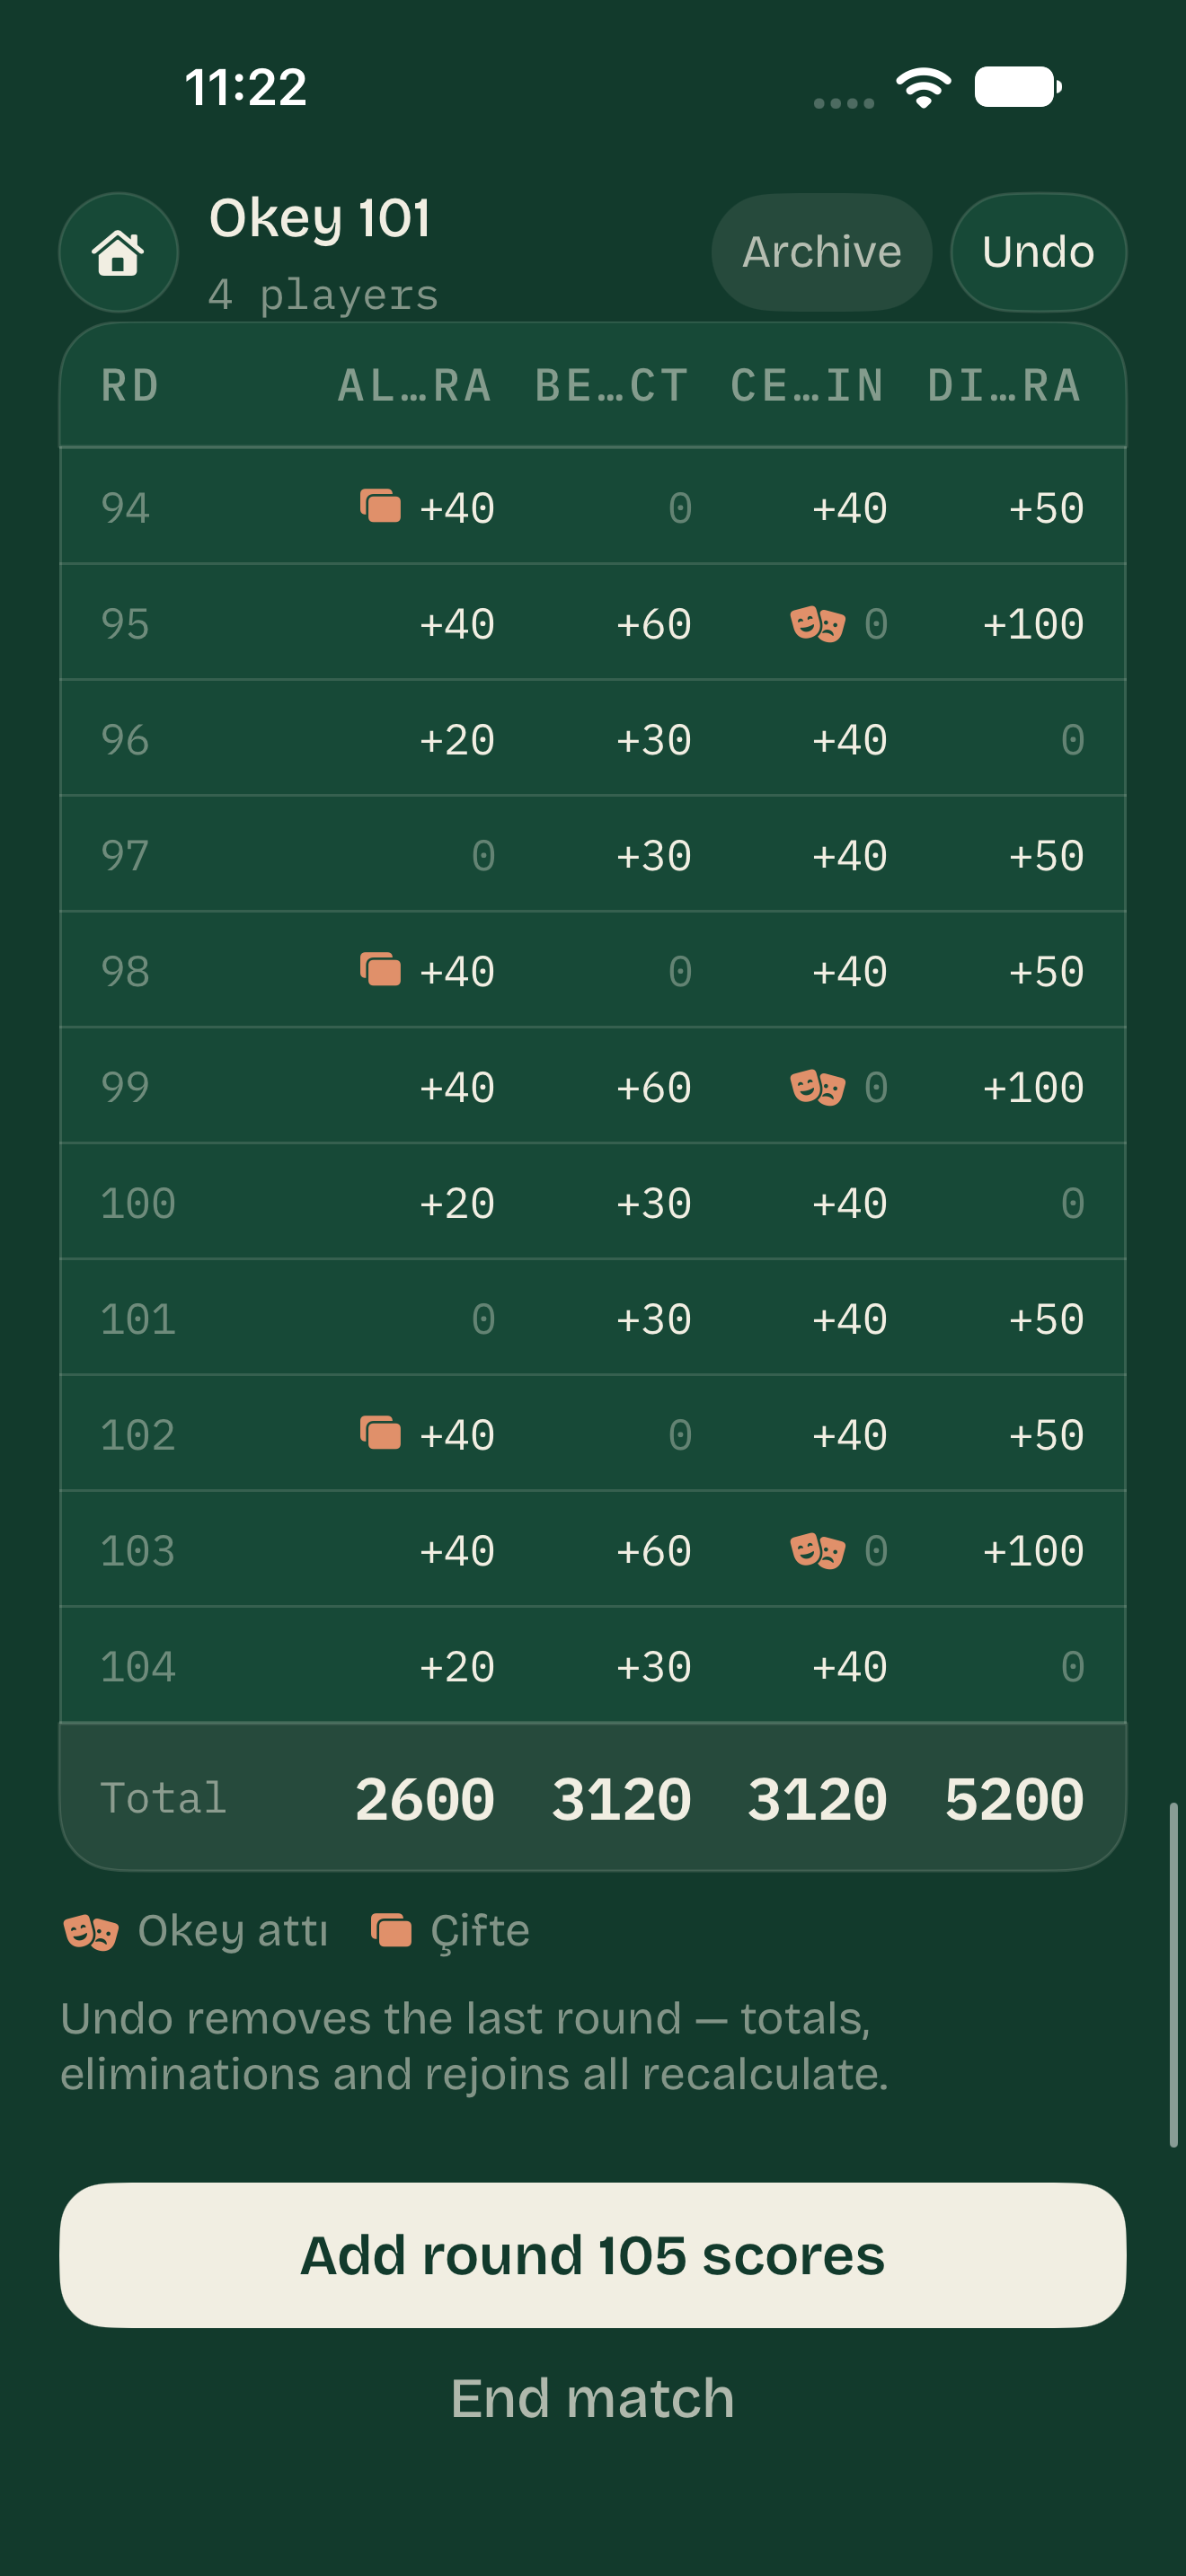 11:22
Okey 101
4 players
Archive
Undo
RD AL…RA BE…CT CE…IN DI…RA
94 +40 0 +40 +50
95 +40 +60 0 +100
96 +20 +30 +40 0
97 0 +30 +40 +50
98 +40 0 +40 +50
99 +40 +60 0 +100
100 +20 +30 +40 0
101 0 +30 +40 +50
102 +40 0 +40 +50
103 +40 +60 0 +100
104 +20 +30 +40 0
Total 2600 3120 3120 5200
Okey attı Çifte
Undo removes the last round — totals,
eliminations and rejoins all recalculate.
Add round 105 scores
End match